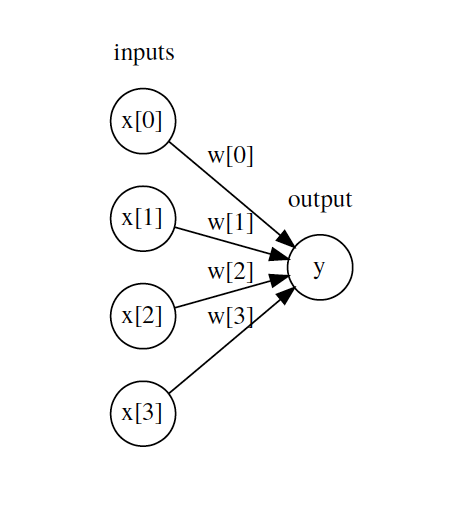 inputs
x[0]
w[0]
output
x[1]
w[1]
y
w[2]
x[2]
w[3]
x[3]